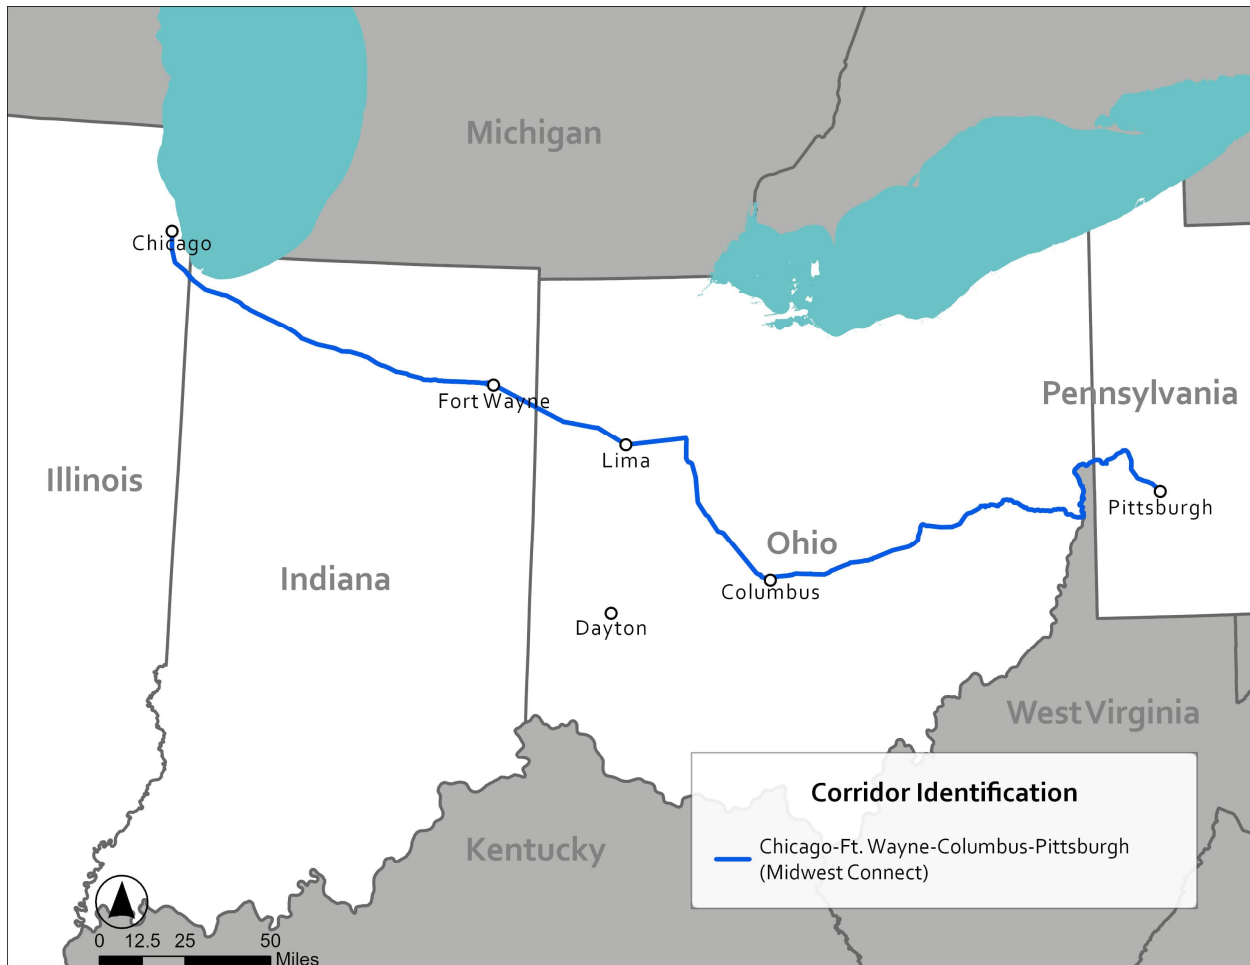 Michigan
Chicago
Pennsylvania
Fort Wayne
Lima
Illinois
Pittsburgh
Ohio
Indiana
Columbus
Dayton
West Virginia
Corridor Identification
Chicago-Ft. Wayne-Columbus-Pittsburgh
(Midwest Connect)
Kentucky
0 12.5 25 50
Miles